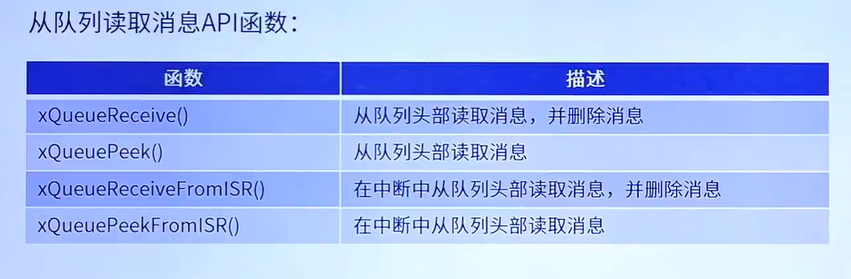 从队列读取消息API函数：
函数 描述
xQueueReceive() 从队列头部读取消息，并删除消息
xQueuePeek() 从队列头部读取消息
xQueueReceiveFromISR() 在中断中从队列头部读取消息，并删除消息
xQueuePeekFromISR() 在中断中从队列头部读取消息